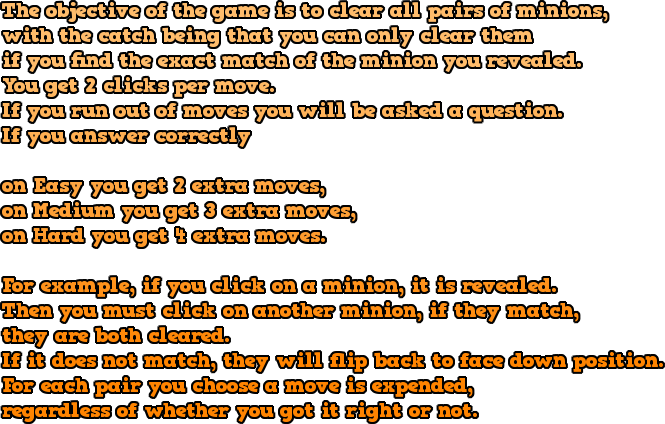 The objective of the game is to clear all pairs of minions,
with the catch being that you can only clear them
if you find the exact match of the minion you revealed.
You get 2 clicks per move.
If you run out of moves you will be asked a question.
If you answer correctly
on Easy you get 2 extra moves,
on Medium you get 3 extra moves,
on Hard you get 4 extra moves.
For example, if you click on a minion, it is revealed.
Then you must click on another minion, if they match,
they are both cleared.
If it does not match, they will flip back to face down position.
For each pair you choose a move is expended,
regardless of whether you got it right or not.